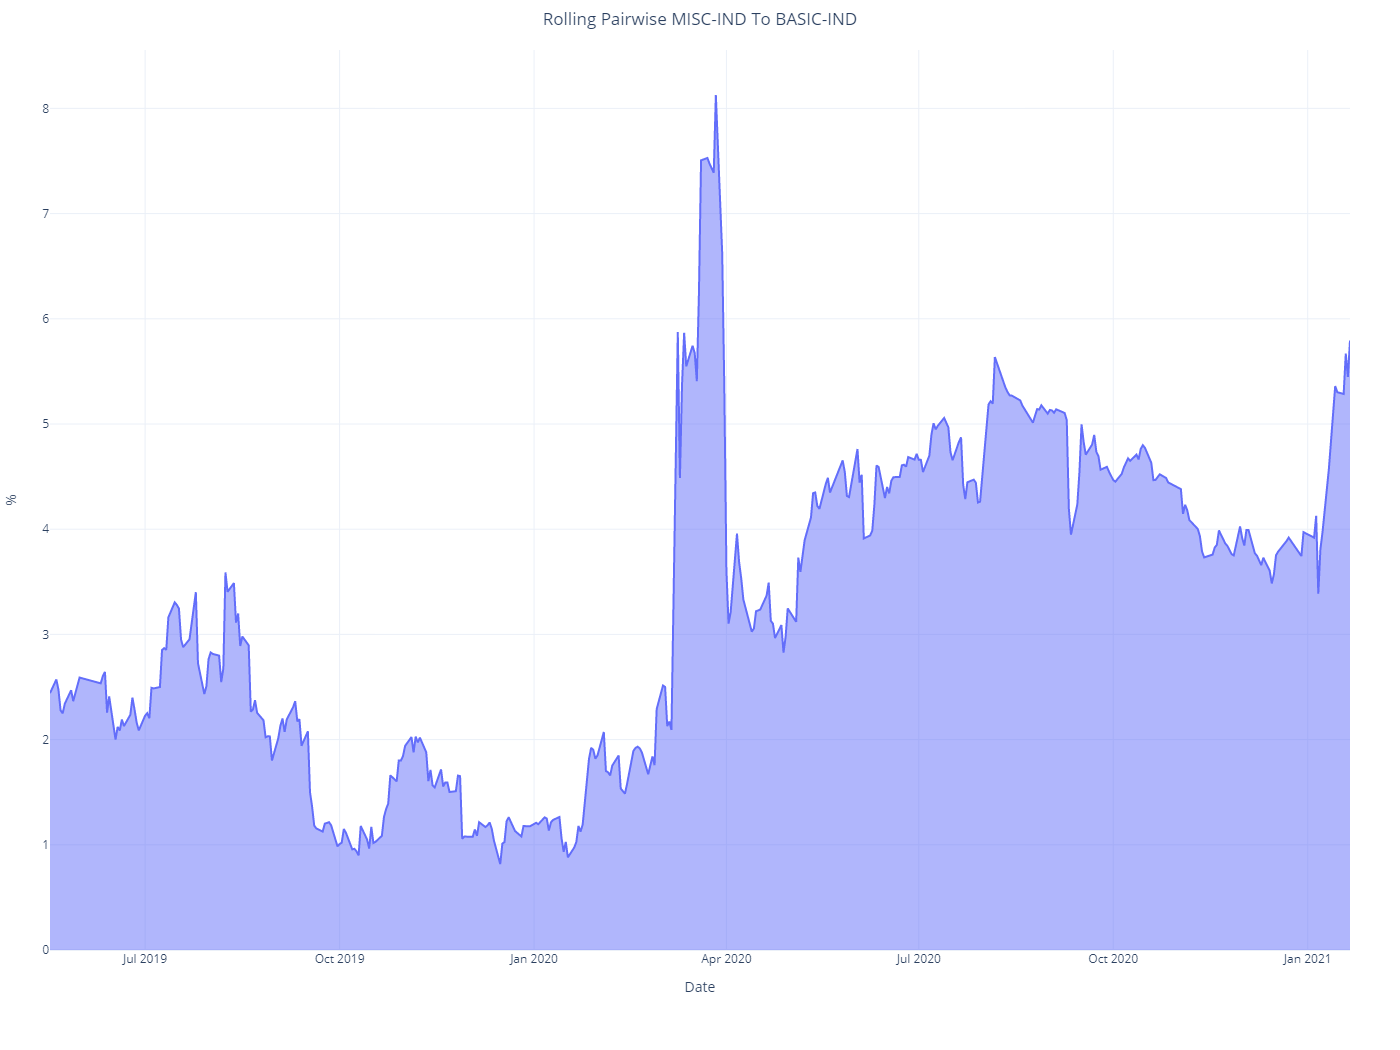 Rolling Pairwise MISC-IND To BASIC-IND
8
7
6
5
4
3
2
1
0
%
Jul 2019
Oct 2019
Jan 2020
Apr 2020
Jul 2020
Oct 2020
Jan 2021
Date